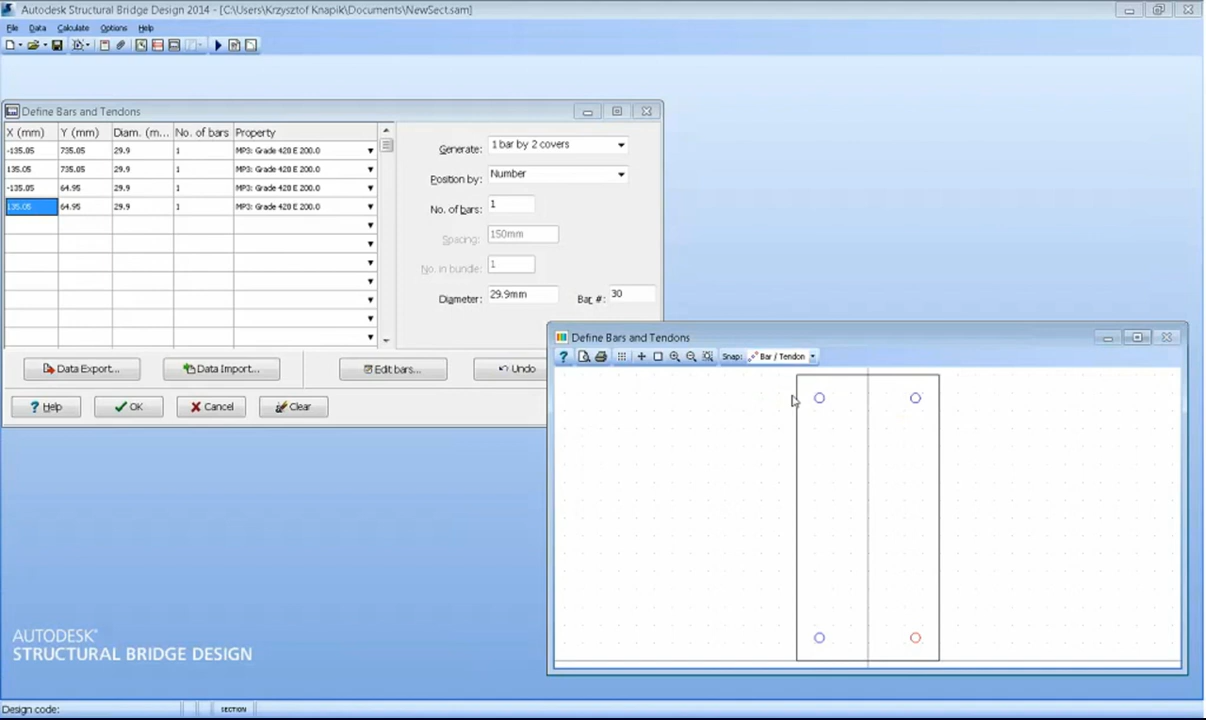 Autodesk Structural Bridge Design 2014 - [C:\Users\Krzysztof Knapik\Documents\NewSect.sam]
File Data Calculate Options Help
Define Bars and Tendons
X (mm) Y (mm) Diam. (m... No. of bars Property
-135.05 735.05 29.9 1 MP3: Grade 420 E 200.0
135.05 735.05 29.9 1 MP3: Grade 420 E 200.0
-135.05 64.95 29.9 1 MP3: Grade 420 E 200.0
135.05 64.95 29.9 1 MP3: Grade 420 E 200.0
Generate: 1 bar by 2 covers
Position by: Number
No. of bars: 1
Spacing: 150mm
No. in bundle: 1
Diameter: 29.9mm Bar #: 30
Data Export... Data Import... Edit bars... Undo
Help OK Cancel Clear
Define Bars and Tendons
Snap: Bar / Tendon
AUTODESK®
STRUCTURAL BRIDGE DESIGN
Design code: SECTION